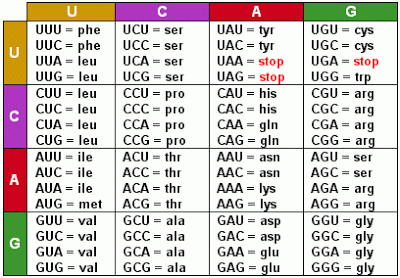 U C A G
U
UUU = phe UCU = ser UAU = tyr UGU = cys
UUC = phe UCC = ser UAC = tyr UGC = cys
UUA = leu UCA = ser UAA = stop UGA = stop
UUG = leu UCG = ser UAG = stop UGG = trp
C
CUU = leu CCU = pro CAU = his CGU = arg
CUC = leu CCC = pro CAC = his CGC = arg
CUA = leu CCA = pro CAA = gln CGA = arg
CUG = leu CCG = pro CAG = gln CGG = arg
A
AUU = ile ACU = thr AAU = asn AGU = ser
AUC = ile ACC = thr AAC = asn AGC = ser
AUA = ile ACA = thr AAA = lys AGA = arg
AUG = met ACG = thr AAG = lys AGG = arg
G
GUU = val GCU = ala GAU = asp GGU = gly
GUC = val GCC = ala GAC = asp GGC = gly
GUA = val GCA = ala GAA = glu GGA = gly
GUG = val GCG = ala GAG = glu GGG = gly